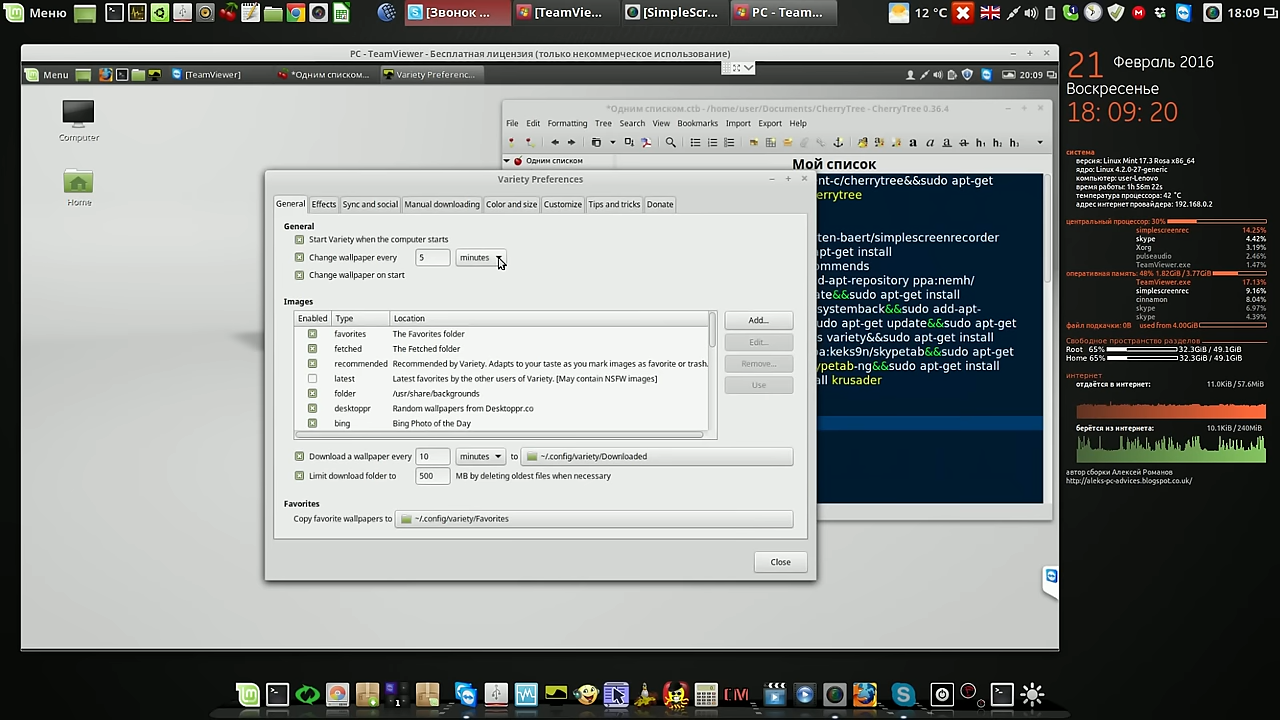 Меню
[Звонок ...
[TeamVie...
[SimpleScr...
PC - Team...
12 °C
18:09
PC - TeamViewer - Бесплатная лицензия (только некоммерческое использование)
Menu
[TeamViewer]
*Одним списком...
Variety Preferenc...
20:09
Computer
Home
*Одним списком.ctb - /home/user/Documents/CherryTree - CherryTree 0.36.4
File Edit Formatting Tree Search View Bookmarks Import Export Help
Одним списком
Мой список
nt-c/cherrytree&&sudo apt-get
errytree
ten-baert/simplescreenrecorder
apt-get install
ommends
d-apt-repository ppa:nemh/
ate&&sudo apt-get install
systemback&&sudo add-apt-
sudo apt-get update&&sudo apt-get
s variety&&sudo apt-get install
a:keks9n/skypetab&&sudo apt-get
ypetab-ng&&sudo apt-get install
all krusader
Variety Preferences
General Effects Sync and social Manual downloading Color and size Customize Tips and tricks Donate
General
Start Variety when the computer starts
Change wallpaper every 5 minutes
Change wallpaper on start
Images
Enabled Type Location
favorites The Favorites folder
fetched The Fetched folder
recommended Recommended by Variety. Adapts to your taste as you mark images as favorite or trash.
latest Latest favorites by the other users of Variety. [May contain NSFW images]
folder /usr/share/backgrounds
desktoppr Random wallpapers from Desktoppr.co
bing Bing Photo of the Day
Add...
Edit...
Remove...
Use
Download a wallpaper every 10 minutes to ~/.config/variety/Downloaded
Limit download folder to 500 MB by deleting oldest files when necessary
Favorites
Copy favorite wallpapers to ~/.config/variety/Favorites
Close
21 Февраль 2016
Воскресенье
18: 09: 20
система
версия: Linux Mint 17.3 Rosa x86_64
ядро: Linux 4.2.0-27-generic
компьютер: user-Lenovo
время работы: 1h 56m 22s
температура процессора: 42 °C
адрес интернет провайдера: 192.168.0.2
центральный процессор: 30%
simplescreenrec 14.25%
skype 4.42%
Xorg 3.19%
pulseaudio 2.46%
TeamViewer.exe 1.47%
оперативная память: 48% 1.82GiB / 3.77GiB
TeamViewer.exe 17.13%
simplescreenrec 9.16%
cinnamon 8.04%
skype 6.97%
skype 4.39%
файл подкачки: 0B used from 4.00GiB
Свободное пространство разделов
Root 65% 32.3GiB / 49.1GiB
Home 65% 32.3GiB / 49.1GiB
интернет
отдаётся в интернет: 11.0KiB / 57.6MiB
берётся из интернета: 10.1KiB / 240MiB
автор сборки Алексей Романов
http://aleks-pc-advices.blogspot.co.uk/